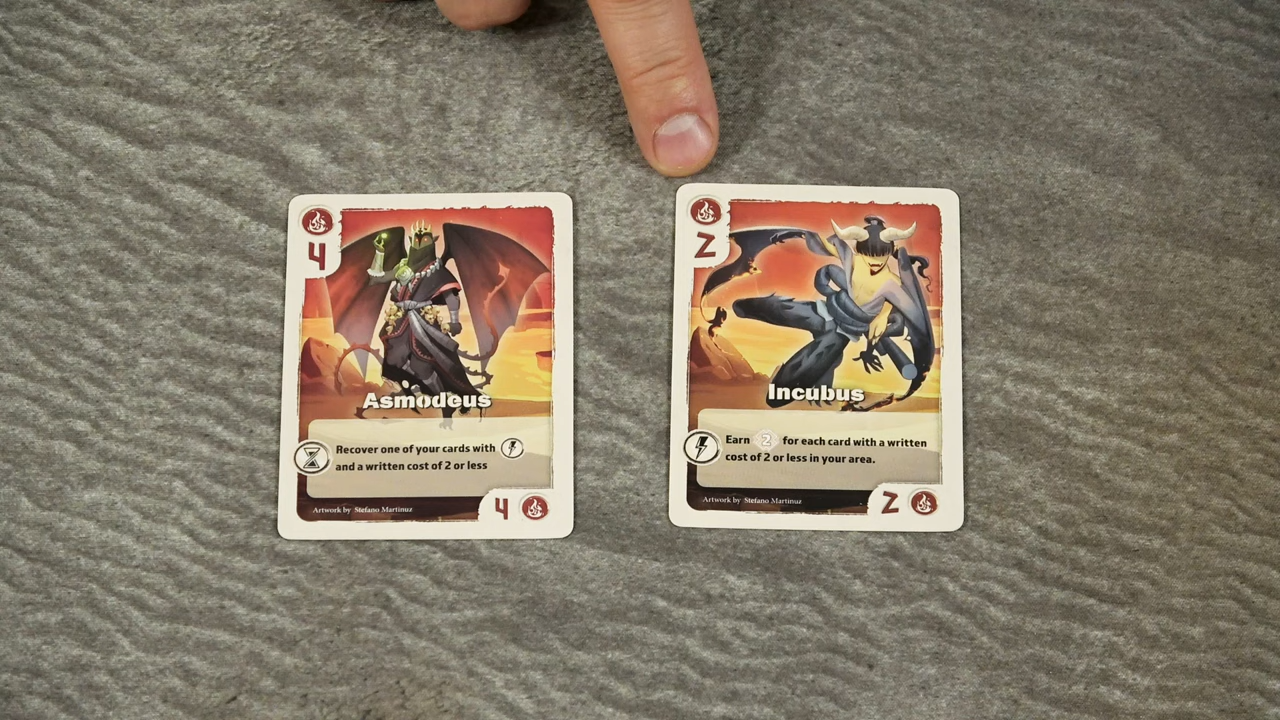 4
Asmodeus
Recover one of your cards with
and a written cost of 2 or less
Artwork by Stefano Martinuz
4
2
Incubus
Earn 2 for each card with a written
cost of 2 or less in your area.
Artwork by Stefano Martinuz
2